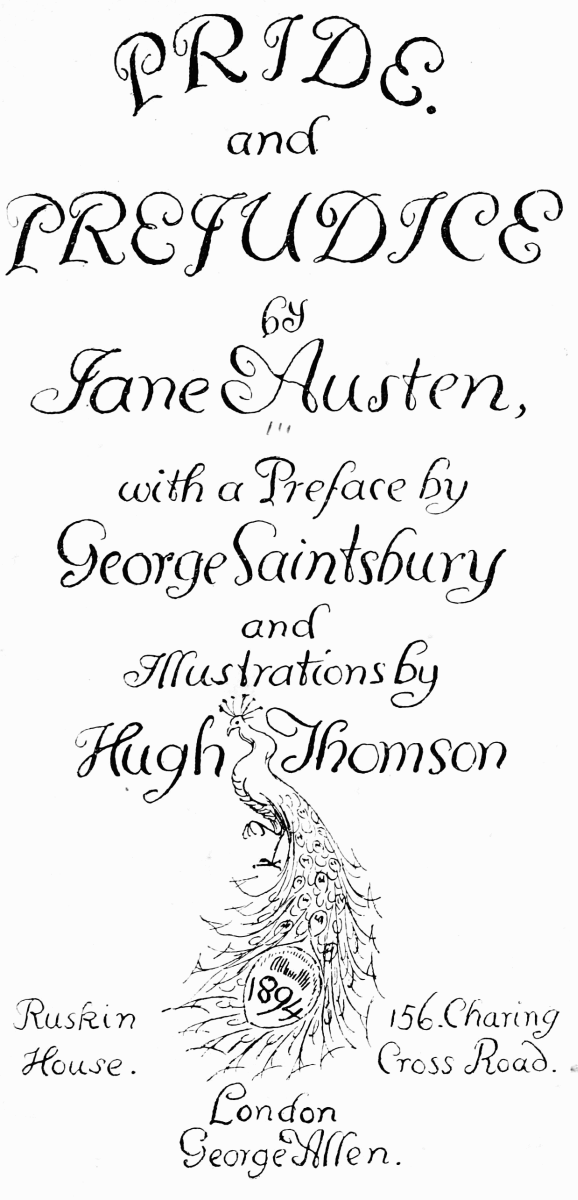 PRIDE.
and
PREJUDICE
by
Jane Austen,
with a Preface by
George Saintsbury
and
Illustrations by
Hugh Thomson
1894
Ruskin
House.
156. Charing
Cross Road.
London
George Allen.